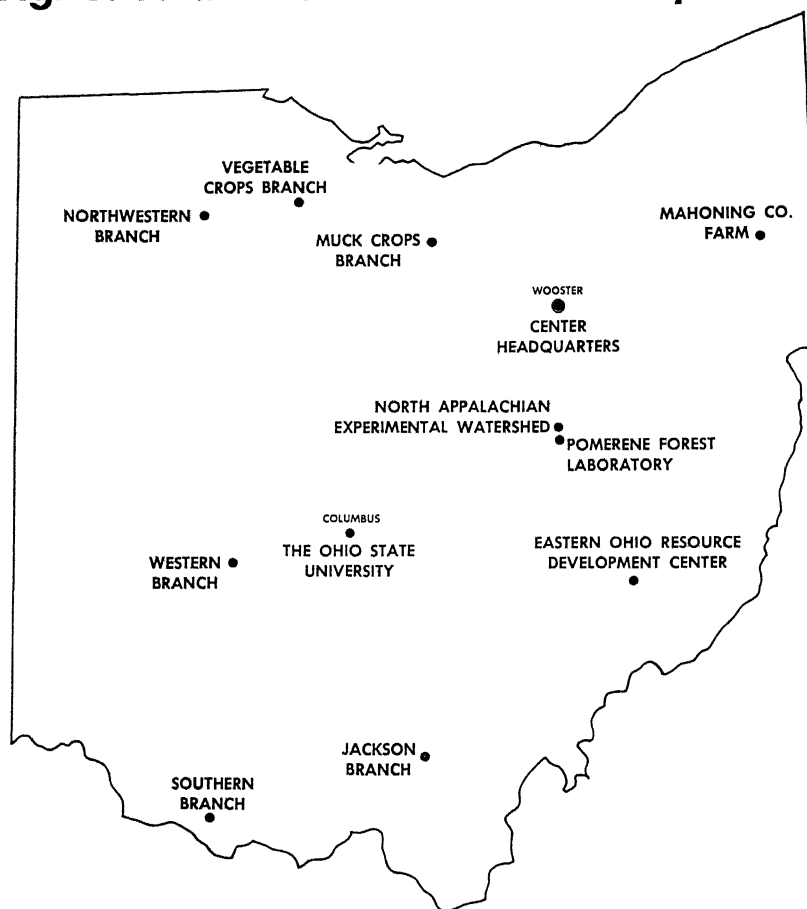 VEGETABLE
CROPS BRANCH
NORTHWESTERN
BRANCH
MUCK CROPS
BRANCH
MAHONING CO.
FARM
WOOSTER
CENTER
HEADQUARTERS
NORTH APPALACHIAN
EXPERIMENTAL WATERSHED
POMERENE FOREST
LABORATORY
COLUMBUS
THE OHIO STATE
UNIVERSITY
WESTERN
BRANCH
EASTERN OHIO RESOURCE
DEVELOPMENT CENTER
JACKSON
BRANCH
SOUTHERN
BRANCH